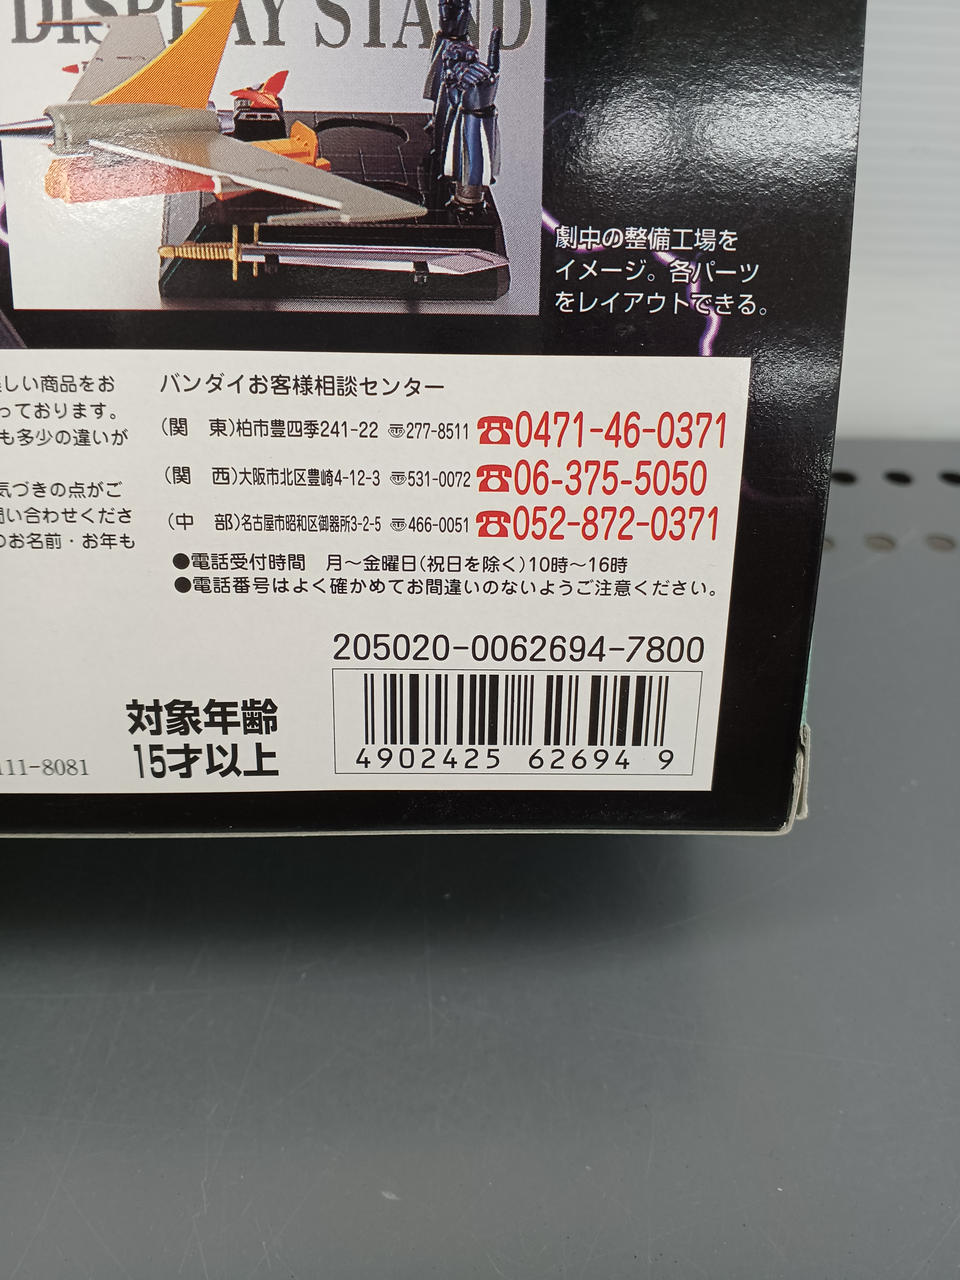 DISPLAY STAND
劇中の整備工場を
イメージ。各パーツ
をレイアウトできる。
しい商品をお
っております。
も多少の違いが
気づきの点がご
問い合わせくださ
のお名前・お年も
バンダイお客様相談センター
(関　東)柏市豊四季241-22 〠277-8511 ☎0471-46-0371
(関　西)大阪市北区豊崎4-12-3 〠531-0072 ☎06-375-5050
(中　部)名古屋市昭和区御器所3-2-5 〠466-0051 ☎052-872-0371
●電話受付時間　月〜金曜日(祝日を除く)10時〜16時
●電話番号はよく確かめてお間違いのないようご注意ください。
205020-0062694-7800
4902425 62694 9
対象年齢
15才以上
111-8081